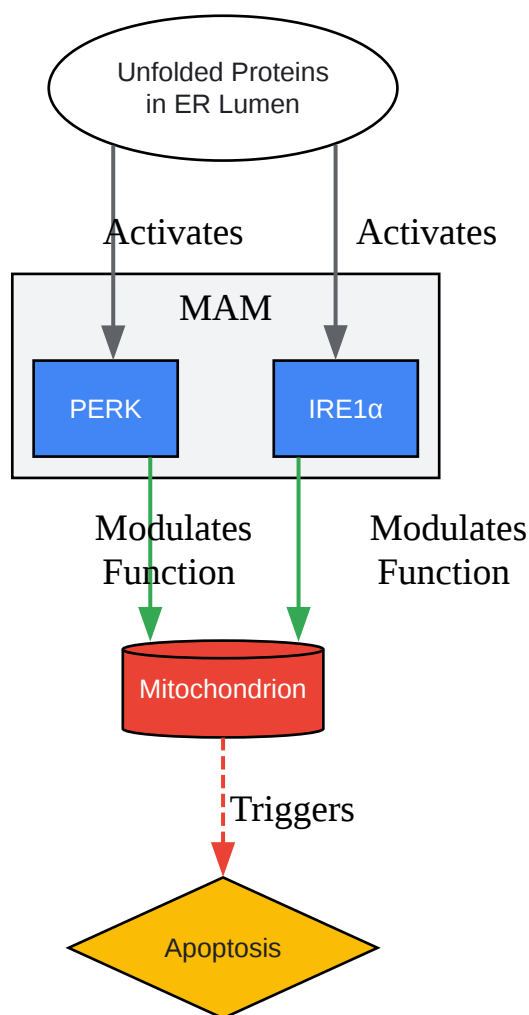 Unfolded Proteins
in ER Lumen
Activates
Activates
MAM
PERK
IRE1α
Modulates
Function
Modulates
Function
Mitochondrion
Triggers
Apoptosis